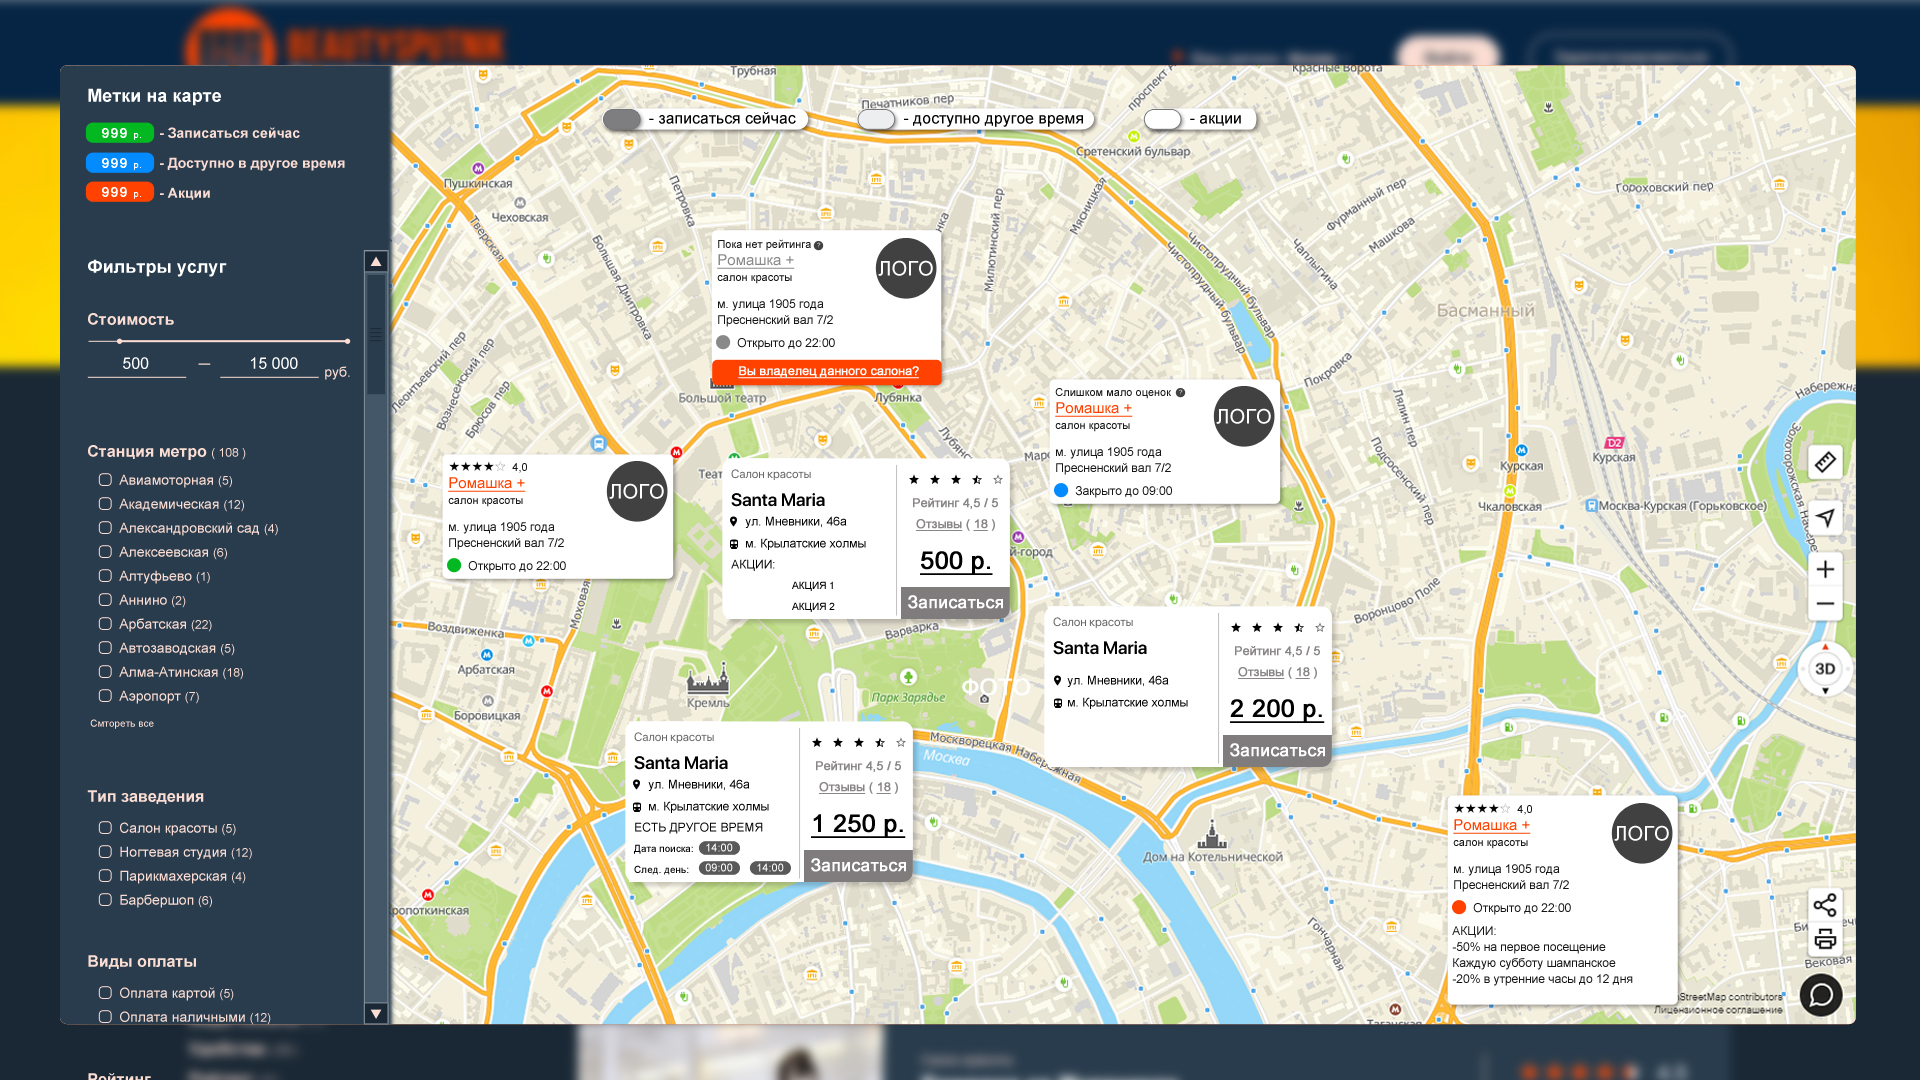 BEAUTYSPUTNIK
Метки на карте
999 р. - Записаться сейчас
999 р. - Доступно в другое время
999 р. - Акции
Фильтры услуг
Стоимость
500 — 15 000 руб.
Станция метро ( 108 )
Авиамоторная (5)
Академическая (12)
Александровский сад (4)
Алексеевская (6)
Алтуфьево (1)
Аннино (2)
Арбатская (22)
Автозаводская (5)
Алма-Атинская (18)
Аэропорт (7)
Смтореть все
Тип заведения
Салон красоты (5)
Ногтевая студия (12)
Парикмахерская (4)
Барбершоп (6)
Виды оплаты
Оплата картой (5)
Оплата наличными (12)
Рейтинг
- записаться сейчас
- доступно другое время
- акции
Трубная
Печатников пер
проспект
Красные Ворота
Сретенский бульвар
Пушкинская
Чеховская
Тверская
Петровка
Большая Дмитровка
Милютинский пер
Мясницкая
Фурманный пер
Машкова
Гороховский пер
Чаплыгина
Чистопрудный бульвар
Чистопрудный бульвар
Басманный
Покровка
Лялин пер
Подсосенский пер
Леонтьевский пер
Вознесенский пер
Брюсов пер
Большой театр
Лубянка
Курская
D2
Курская
Чкаловская
Москва-Курская (Горьковское)
Воронцово Поле
Моховая
Воздвиженка
Арбатская
Боровицкая
Варварка
Кремль
Парк Зарядье
ФОТО
Москворецкая Набережная
Москва
Дом на Котельнической
Гончарная
Вековая
Пока нет рейтинга ?
Ромашка +
салон красоты
м. улица 1905 года
Пресненский вал 7/2
Открыто до 22:00
Вы владелец данного салона?
ЛОГО
Слишком мало оценок ?
Ромашка +
салон красоты
м. улица 1905 года
Пресненский вал 7/2
Закрыто до 09:00
ЛОГО
4,0
Ромашка +
салон красоты
м. улица 1905 года
Пресненский вал 7/2
Открыто до 22:00
ЛОГО
Салон красоты
Santa Maria
ул. Мневники, 46а
м. Крылатские холмы
АКЦИИ:
АКЦИЯ 1
АКЦИЯ 2
Рейтинг 4,5 / 5
Отзывы ( 18 )
500 р.
Записаться
Салон красоты
Santa Maria
ул. Мневники, 46а
м. Крылатские холмы
Рейтинг 4,5 / 5
Отзывы ( 18 )
2 200 р.
Записаться
Салон красоты
Santa Maria
ул. Мневники, 46а
м. Крылатские холмы
ЕСТЬ ДРУГОЕ ВРЕМЯ
Дата поиска: 14:00
След. день: 09:00 14:00
Рейтинг 4,5 / 5
Отзывы ( 18 )
1 250 р.
Записаться
4,0
Ромашка +
салон красоты
м. улица 1905 года
Пресненский вал 7/2
Открыто до 22:00
АКЦИИ:
-50% на первое посещение
Каждую субботу шампанское
-20% в утренние часы до 12 дня
ЛОГО
3D
StreetMap contributors
Лицензионное соглашение